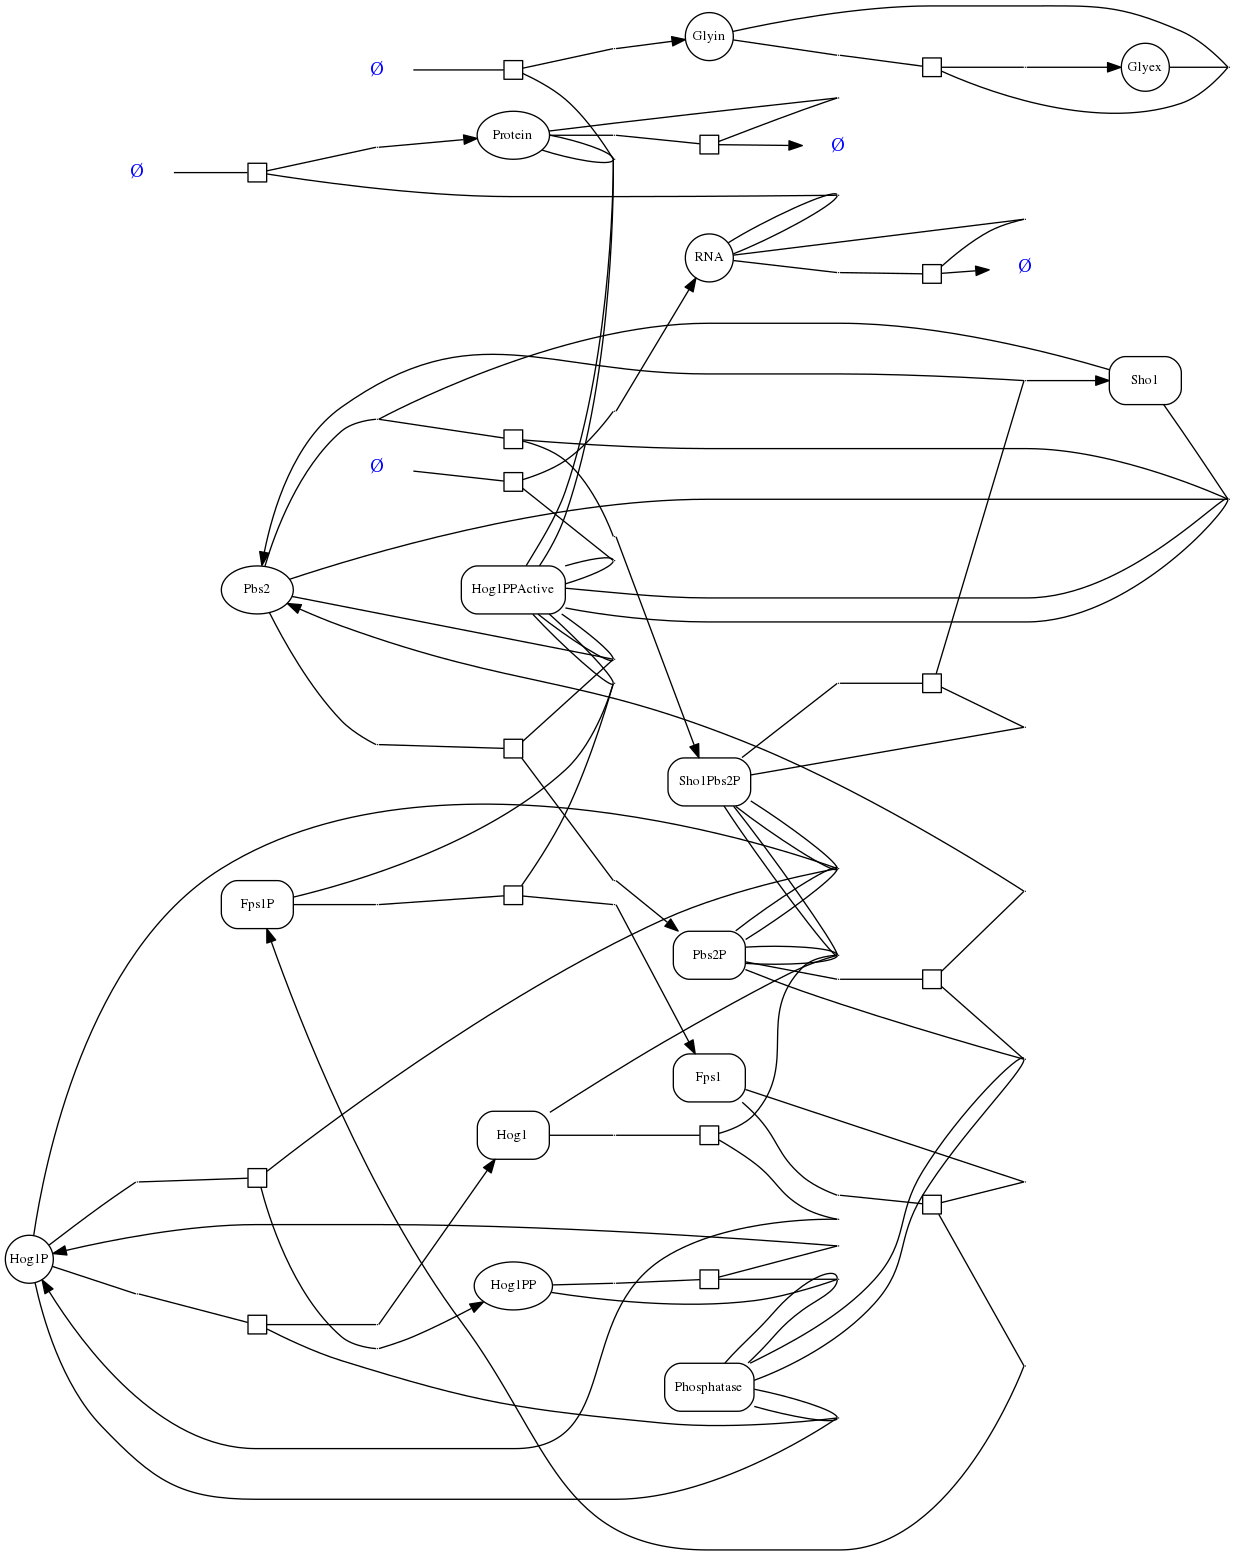 Glyin
Ø
Glyex
Protein
Ø
Ø
RNA
Ø
Sho1
Ø
Pbs2
Hog1PPActive
Sho1Pbs2P
Fps1P
Pbs2P
Fps1
Hog1
Hog1P
Hog1PP
Phosphatase